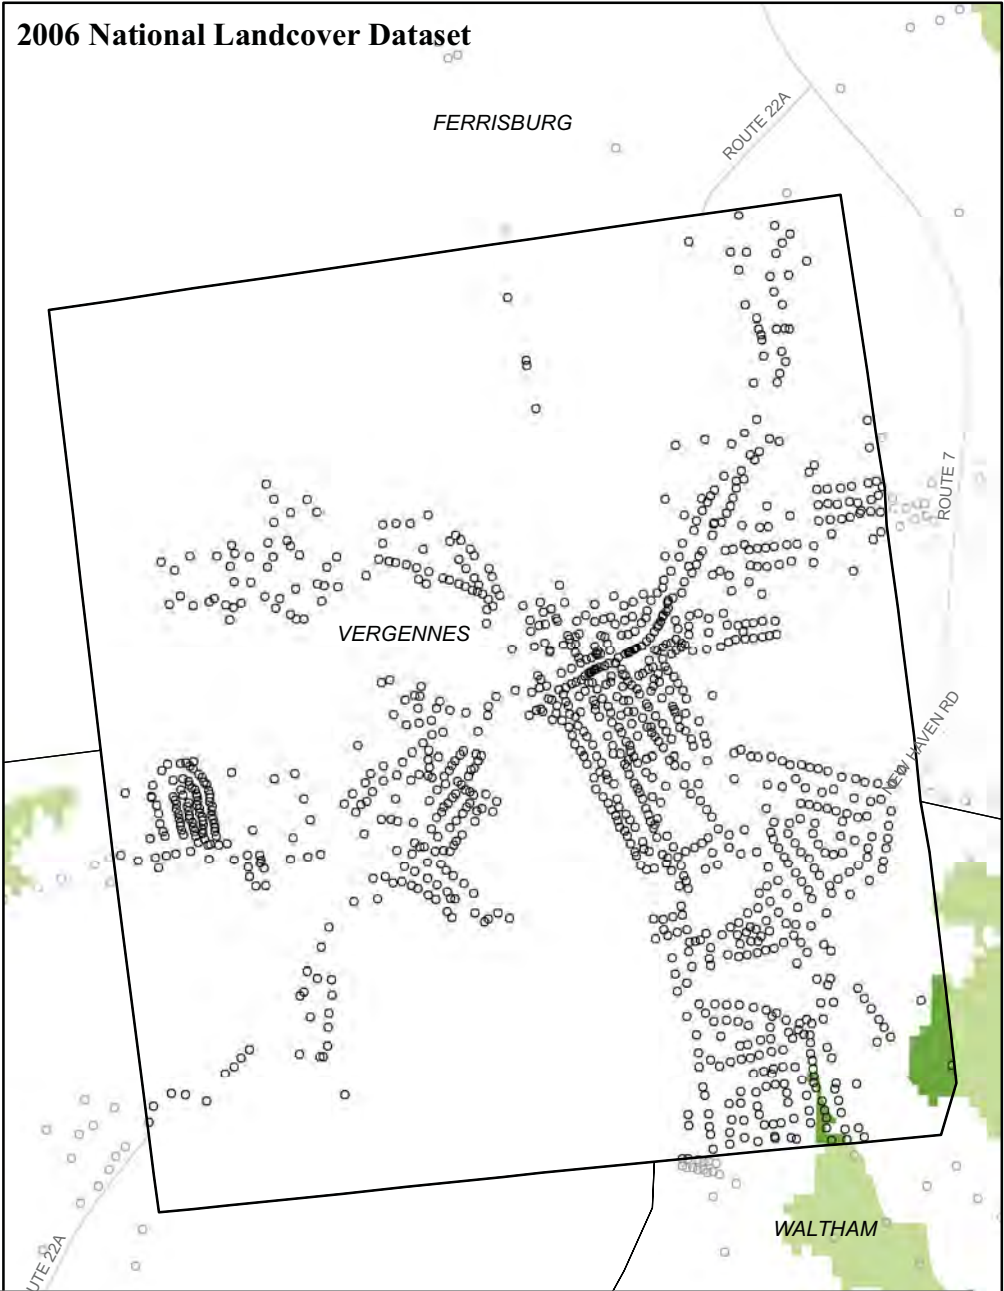 2006 National Landcover Dataset
FERRISBURG
ROUTE 22A
ROUTE 7
VERGENNES
NEW HAVEN RD
WALTHAM
UTE 22A